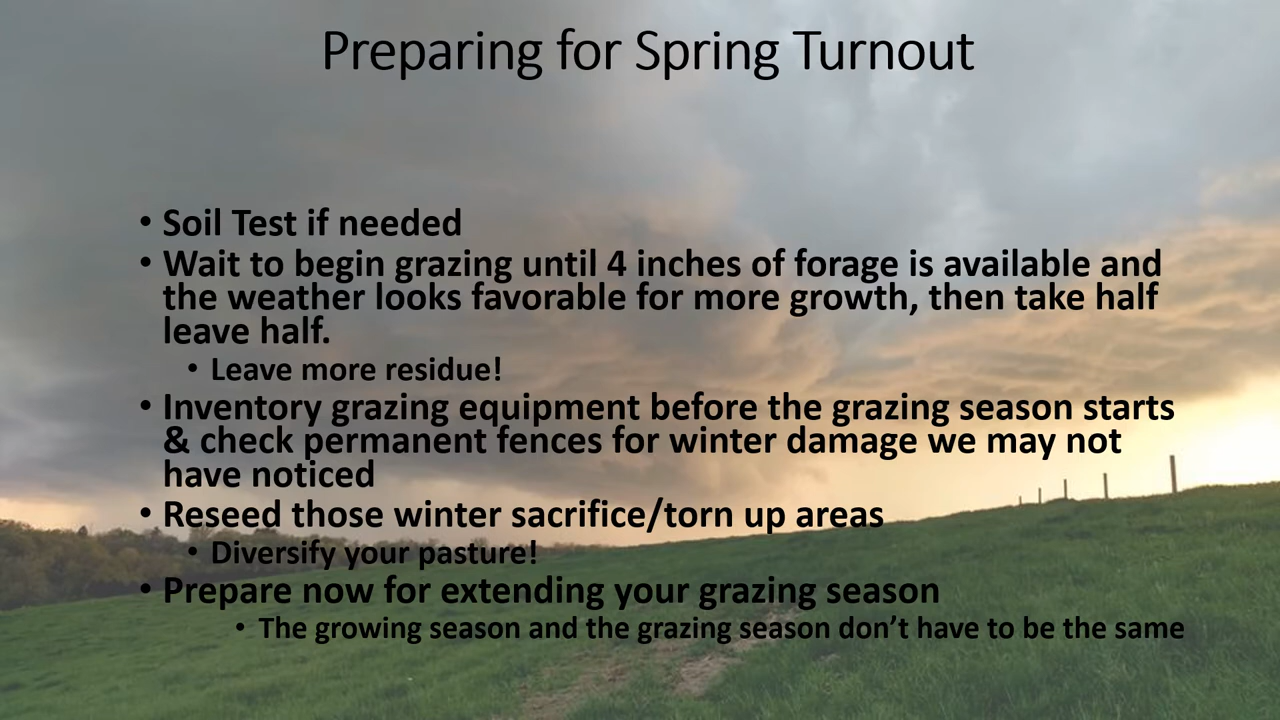 Preparing for Spring Turnout
• Soil Test if needed
• Wait to begin grazing until 4 inches of forage is available and
the weather looks favorable for more growth, then take half
leave half.
• Leave more residue!
• Inventory grazing equipment before the grazing season starts
& check permanent fences for winter damage we may not
have noticed
• Reseed those winter sacrifice/torn up areas
• Diversify your pasture!
• Prepare now for extending your grazing season
• The growing season and the grazing season don’t have to be the same